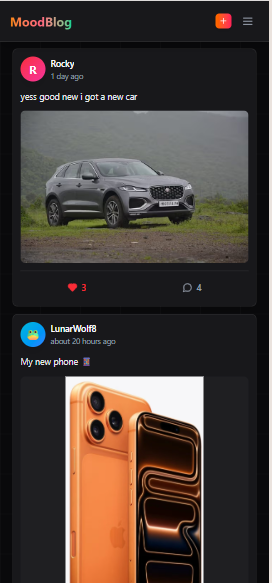 MoodBlog
R
Rocky
1 day ago
yess good new i got a new car
3
4
LunarWolf8
about 20 hours ago
My new phone